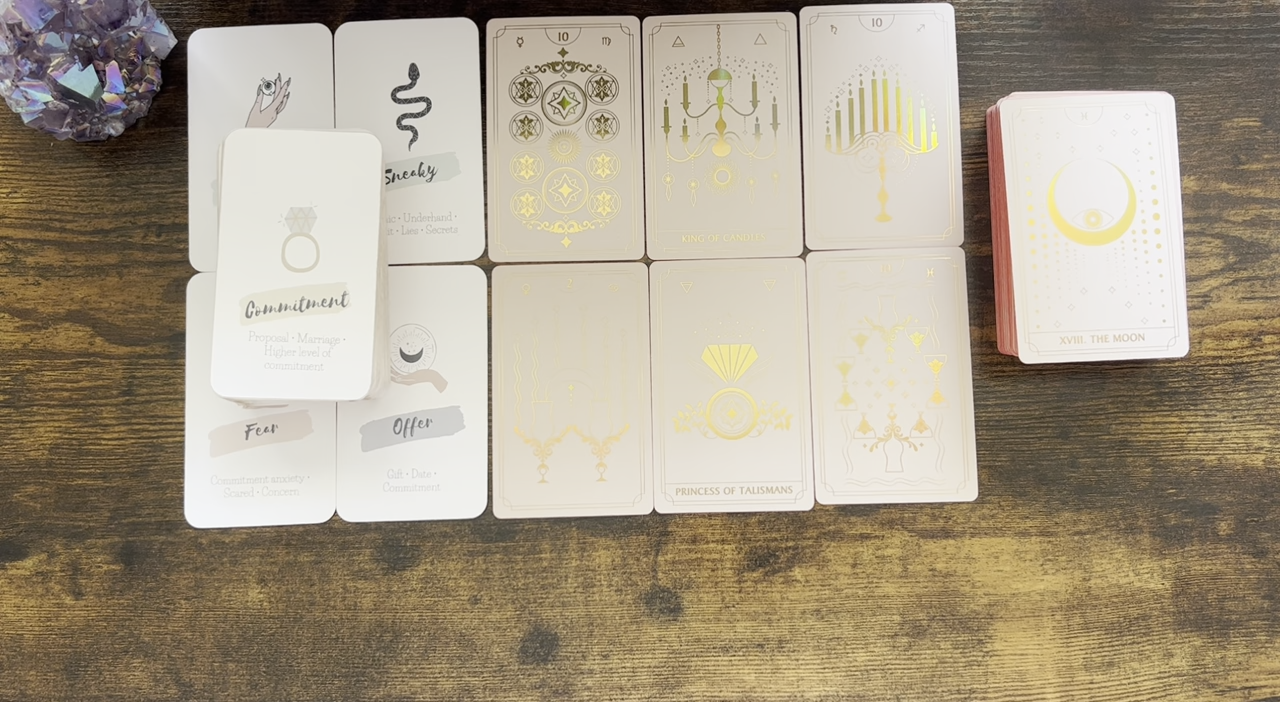 Sneaky
Underhand •
Lies • Secrets
Commitment
Proposal • Marriage •
Higher level of
commitment
Fear
Commitment anxiety •
Scared • Concern
Offer
Gift • Date •
Commitment
10
KING OF CANDLES
10
PRINCESS OF TALISMANS
XVIII. THE MOON